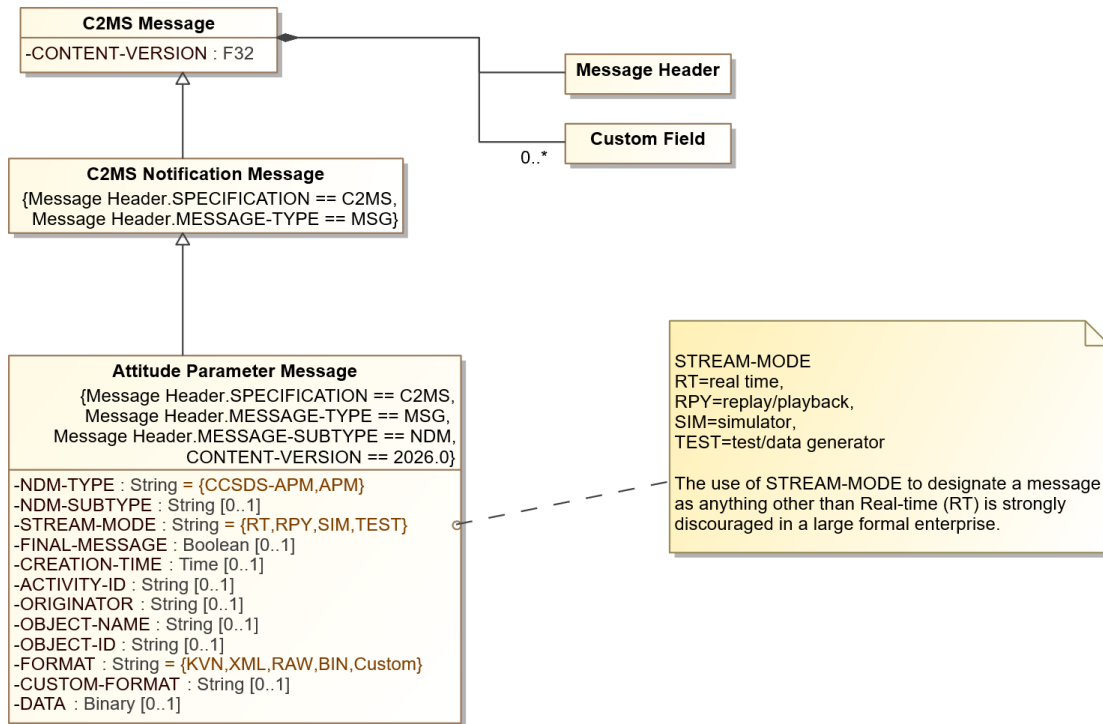 C2MS Message
-CONTENT-VERSION : F32
Message Header
Custom Field
0..*
C2MS Notification Message
{Message Header.SPECIFICATION == C2MS,
Message Header.MESSAGE-TYPE == MSG}
Attitude Parameter Message
{Message Header.SPECIFICATION == C2MS,
Message Header.MESSAGE-TYPE == MSG,
Message Header.MESSAGE-SUBTYPE == NDM,
CONTENT-VERSION == 2026.0}
-NDM-TYPE : String = {CCSDS-APM,APM}
-NDM-SUBTYPE : String [0..1]
-STREAM-MODE : String = {RT,RPY,SIM,TEST}
-FINAL-MESSAGE : Boolean [0..1]
-CREATION-TIME : Time [0..1]
-ACTIVITY-ID : String [0..1]
-ORIGINATOR : String [0..1]
-OBJECT-NAME : String [0..1]
-OBJECT-ID : String [0..1]
-FORMAT : String = {KVN,XML,RAW,BIN,Custom}
-CUSTOM-FORMAT : String [0..1]
-DATA : Binary [0..1]
STREAM-MODE
RT=real time,
RPY=replay/playback,
SIM=simulator,
TEST=test/data generator
The use of STREAM-MODE to designate a message
as anything other than Real-time (RT) is strongly
discouraged in a large formal enterprise.